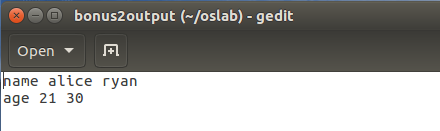 bonus2output (~/oslab) - gedit
Open
name alice ryan
age 21 30